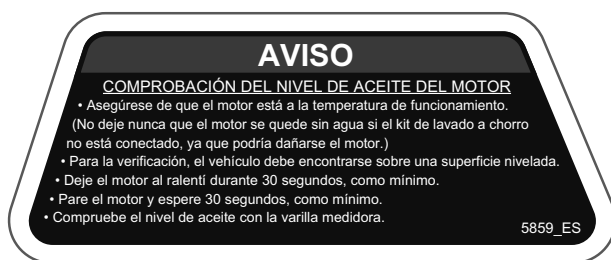 AVISO
COMPROBACIÓN DEL NIVEL DE ACEITE DEL MOTOR
• Asegúrese de que el motor está a la temperatura de funcionamiento.
(No deje nunca que el motor se quede sin agua si el kit de lavado a chorro
no está conectado, ya que podría dañarse el motor.)
• Para la verificación, el vehículo debe encontrarse sobre una superficie nivelada.
• Deje el motor al ralentí durante 30 segundos, como mínimo.
• Pare el motor y espere 30 segundos, como mínimo.
• Compruebe el nivel de aceite con la varilla medidora.
5859_ES